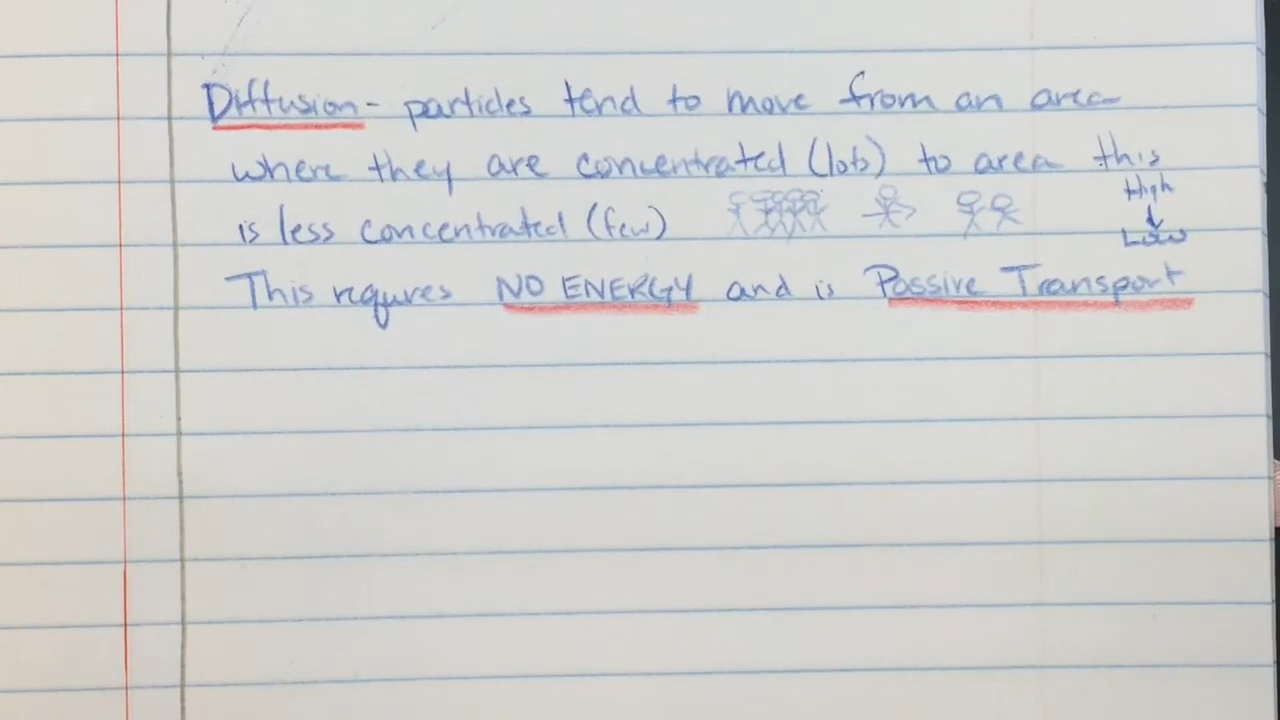 Diffusion - particles tend to move from an area
where they are concentrated (lots) to area this
is less concentrated (few)
High
↓
Low
This requres NO ENERGY and is Passive Transport